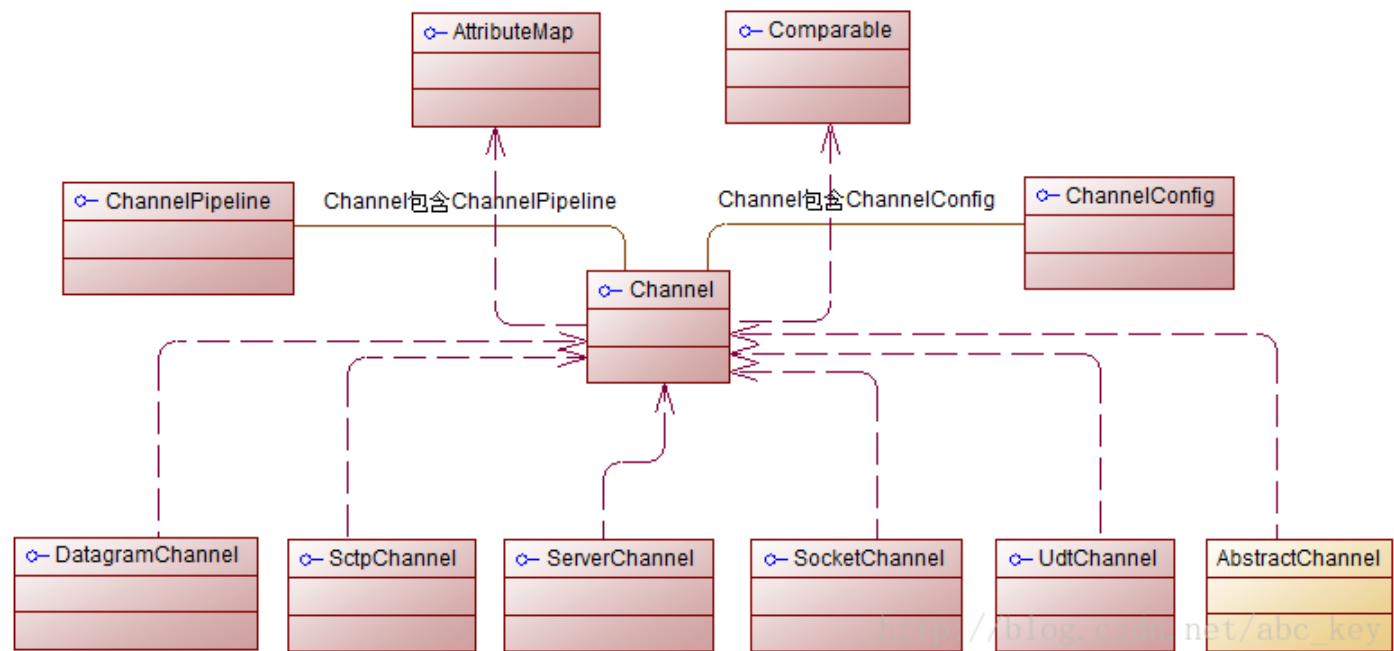 AttributeMap
Comparable
ChannelPipeline
Channel包含ChannelPipeline
Channel包含ChannelConfig
ChannelConfig
Channel
DatagramChannel
SctpChannel
ServerChannel
SocketChannel
UdtChannel
AbstractChannel
http://blog.csdn.net/abc_key